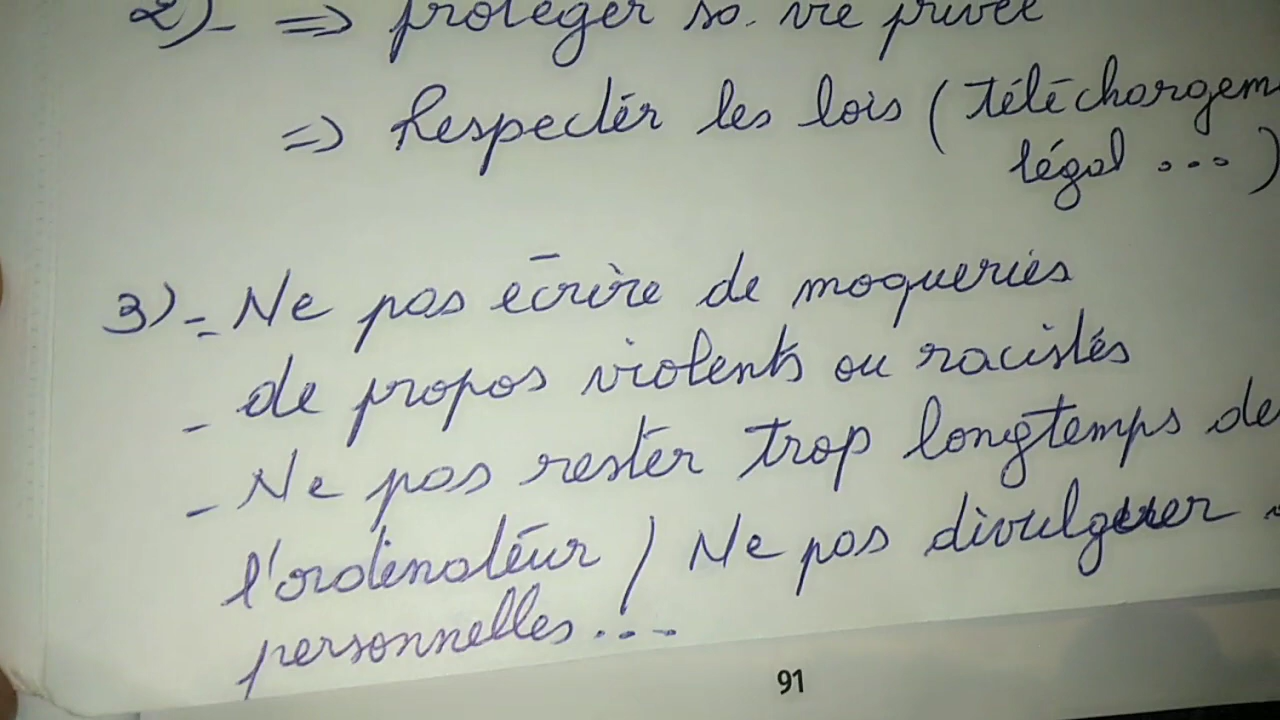 2)- => protéger sa vie privée
=> Respecter les lois (téléchargem
légal ...)
3)- Ne pas écrire de moqueries
- de propos violents ou racistes
- Ne pas rester trop longtemps de
l'ordinateur / Ne pas divulguer
personnelles...
91